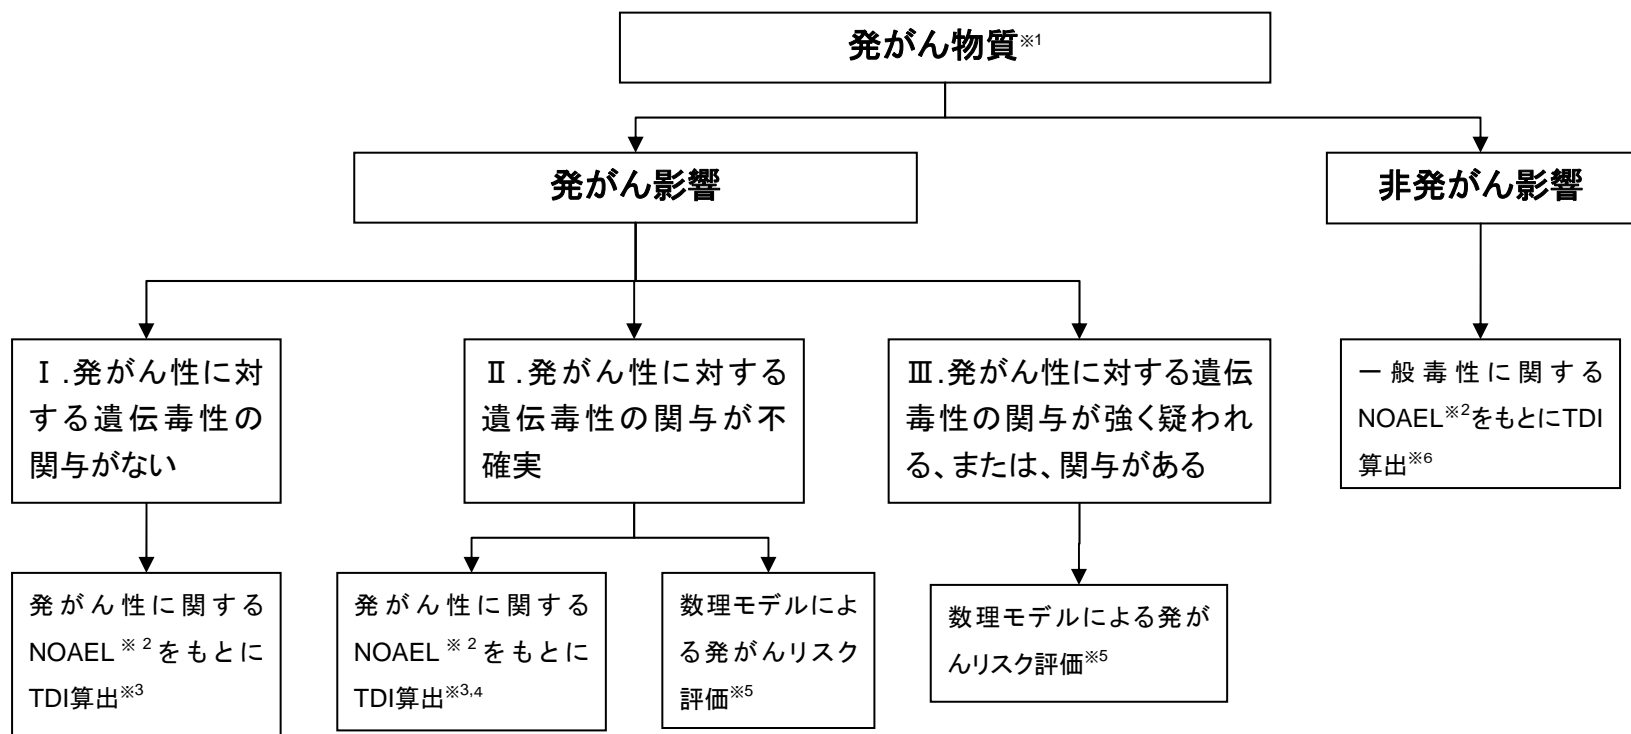 発がん物質※1
発がん影響
非発がん影響
Ⅰ.発がん性に対
する遺伝毒性の
関与がない
Ⅱ.発がん性に対する
遺伝毒性の関与が不
確実
Ⅲ.発がん性に対する遺伝
毒性の関与が強く疑われ
る、または、関与がある
一般毒性に関する
NOAEL※2をもとにTDI
算出※6
発がん性に関する
NOAEL※2をもとに
TDI算出※3
発がん性に関する
NOAEL※2をもとに
TDI算出※3,4
数理モデルによ
る発がんリスク
評価※5
数理モデルによる発が
んリスク評価※5